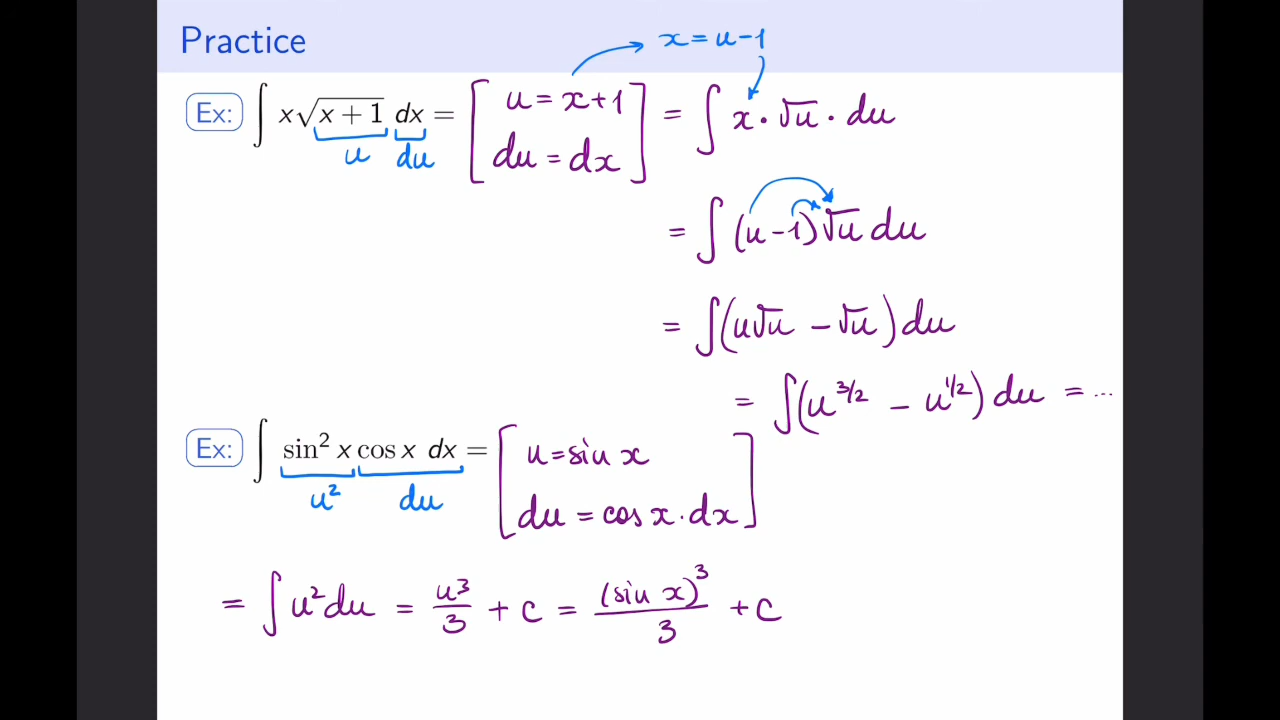 Practice
x = u-1
Ex: ∫ x√(x + 1) dx = [ u = x+1 = ∫ x · √u · du
u du du = dx ]
= ∫ (u-1)√u du
= ∫ (u√u - √u) du
= ∫ (u^{3/2} - u^{1/2}) du = ...
Ex: ∫ sin² x cos x dx = [ u = sin x
u² du du = cos x · dx ]
= ∫ u² du = u³/3 + C = (sin x)³/3 + C